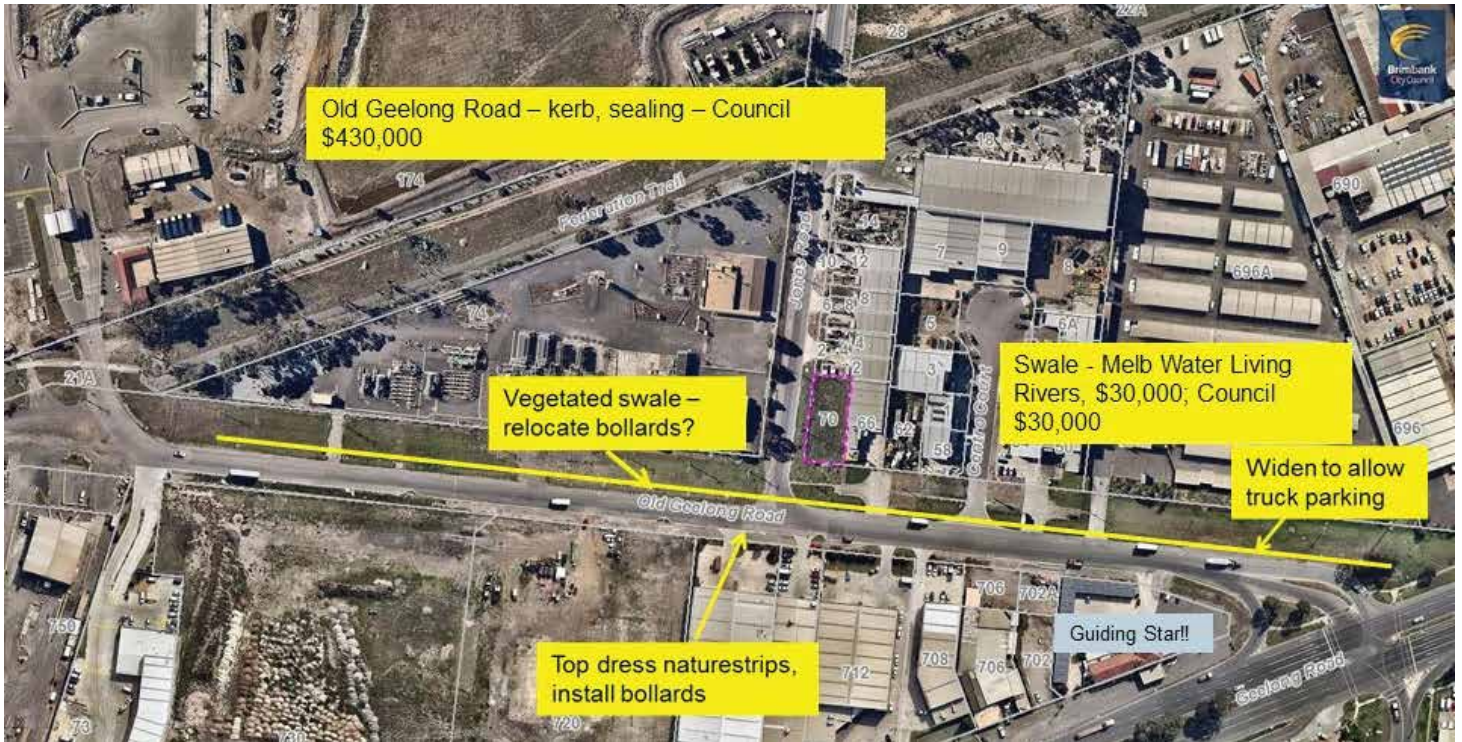 28
22A
Brimbank
City Council
Old Geelong Road – kerb, sealing – Council
$430,000
174
Federation Trail
18
690
14
Jones Road
10
12
7
9
8
696A
8
74
5
6A
2
4
2
3
21A
Vegetated swale –
relocate bollards?
Swale - Melb Water Living
Rivers, $30,000; Council
$30,000
70
66
62
58
696
Widen to allow
truck parking
Old Geelong Road
706
702A
750
Guiding Star!!
Top dress naturestrips,
install bollards
712
708
706
702
Geelong Road
73
730
720